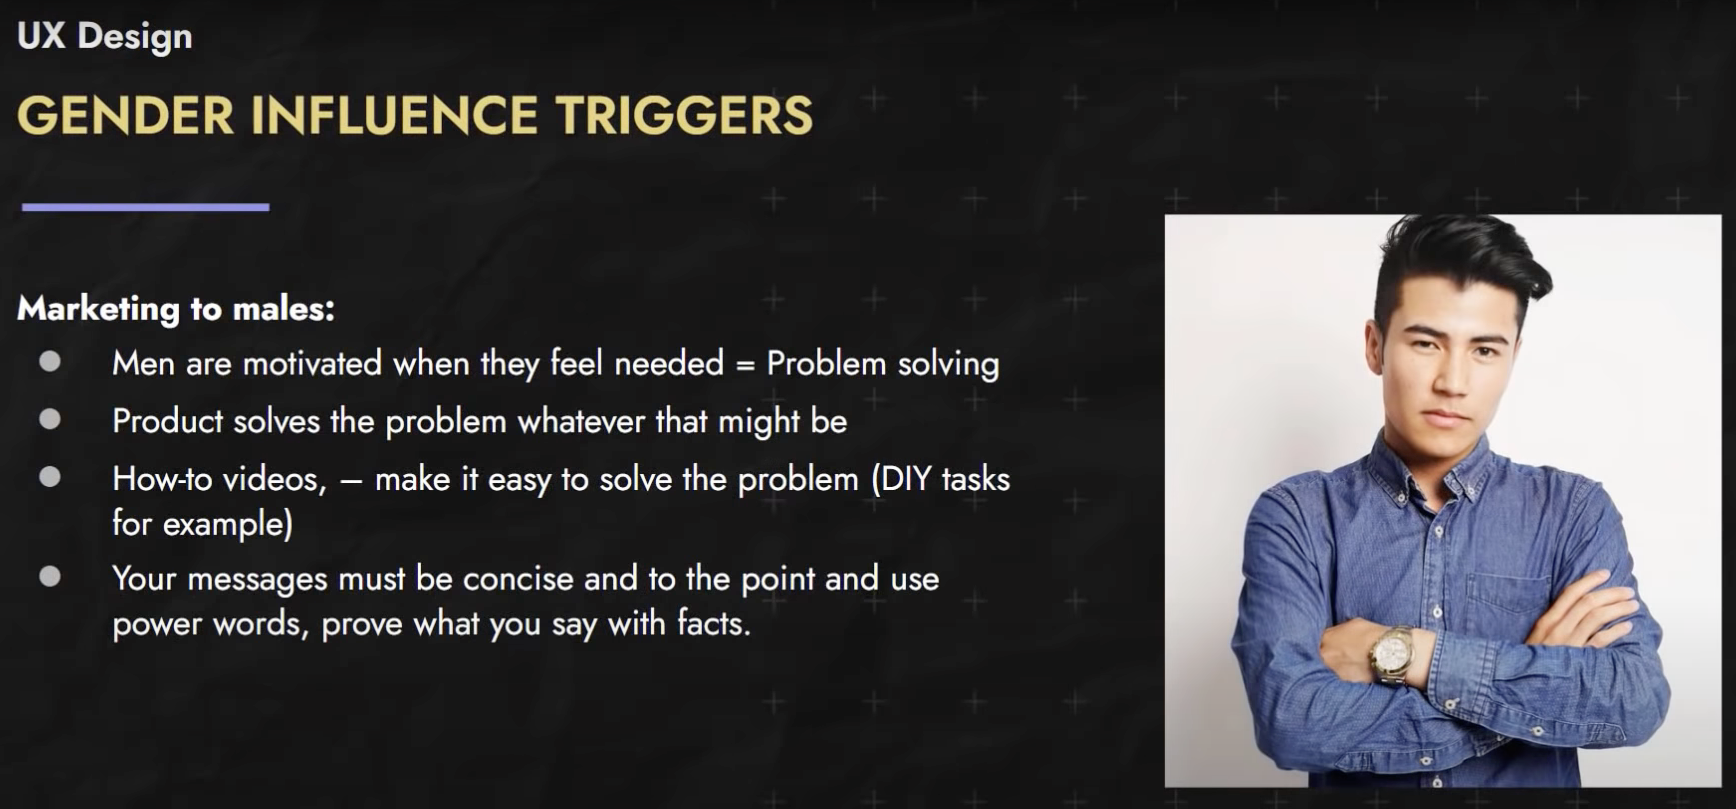 UX Design
GENDER INFLUENCE TRIGGERS
Marketing to males:
● Men are motivated when they feel needed = Problem solving
● Product solves the problem whatever that might be
● How-to videos, – make it easy to solve the problem (DIY tasks
for example)
● Your messages must be concise and to the point and use
power words, prove what you say with facts.